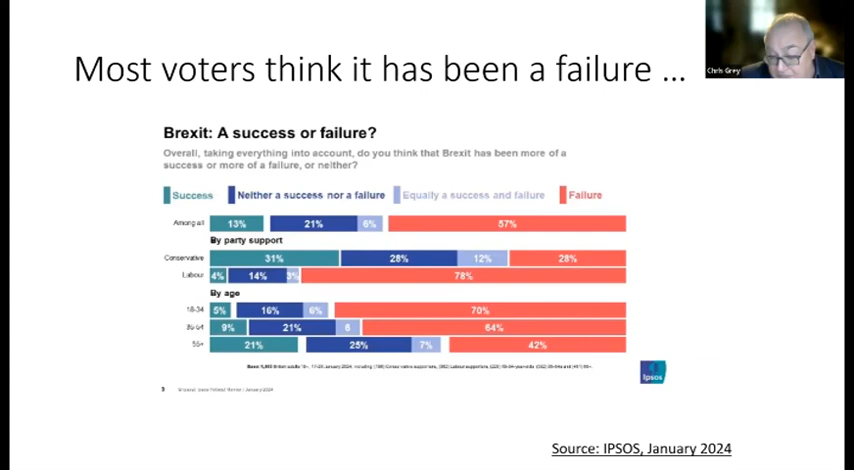 Most voters think it has been a failure ...
Chris Grey
Brexit: A success or failure?
Overall, taking everything into account, do you think that Brexit has been more of a
success or more of a failure, or neither?
Success Neither a success nor a failure Equally a success and failure Failure
Among all 13% 21% 6% 57%
By party support
Conservative 31% 28% 12% 28%
Labour 4% 14% 3% 78%
By age
18-34 5% 16% 6% 70%
9% 21% 6 64%
55+ 21% 25% 7% 42%
Ipsos
3
January 2024
Source: IPSOS, January 2024